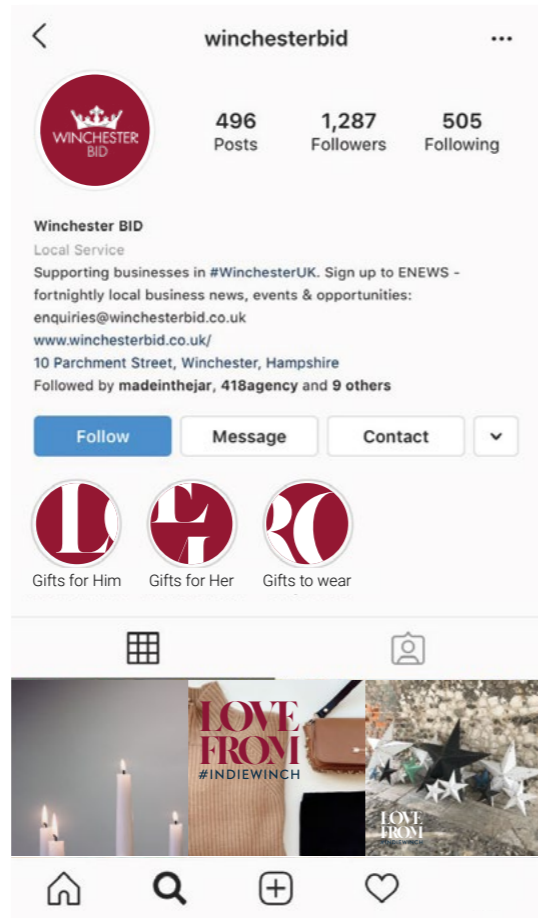 winchesterbid
WINCHESTER
BID
496
Posts
1,287
Followers
505
Following
Winchester BID
Local Service
Supporting businesses in #WinchesterUK. Sign up to ENEWS -
fortnightly local business news, events & opportunities:
enquiries@winchesterbid.co.uk
www.winchesterbid.co.uk/
10 Parchment Street, Winchester, Hampshire
Followed by madeinthejar, 418agency and 9 others
Follow
Message
Contact
LO
RO
Gifts for Him
Gifts for Her
Gifts to wear
LOVE
FROM
#INDIEWINCH
LOVE
FROM
#INDIEWINCH